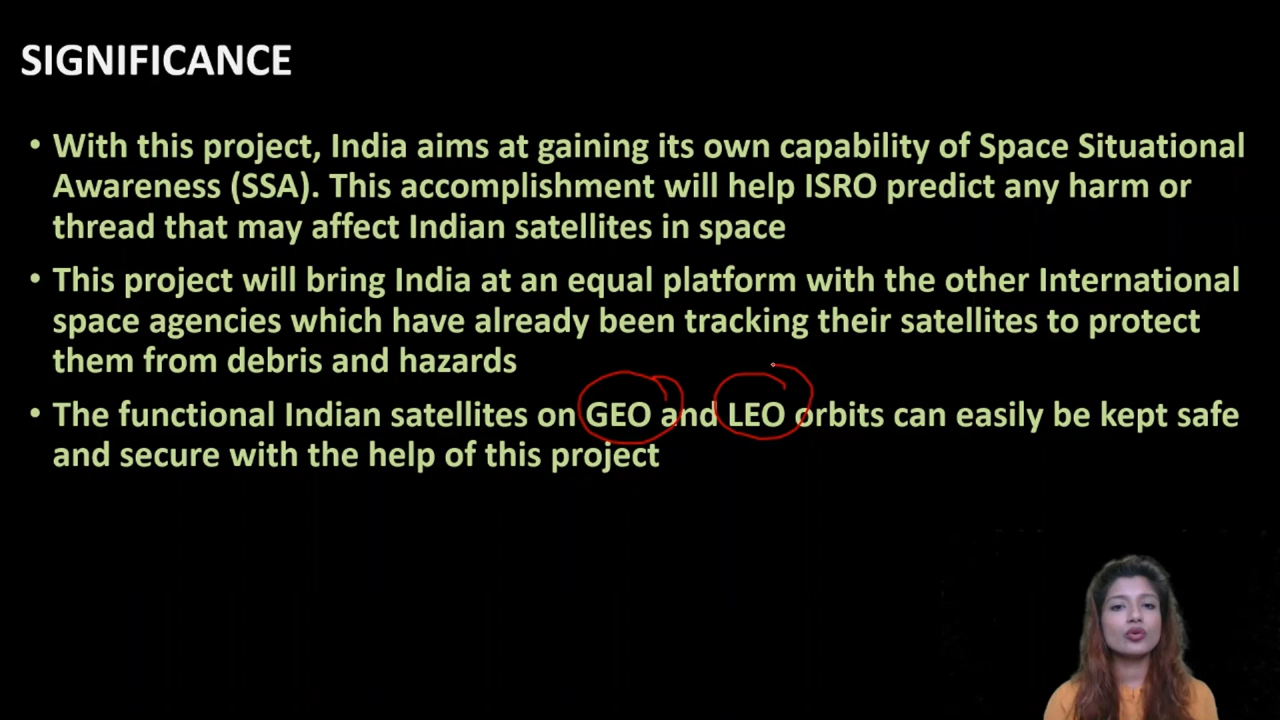 SIGNIFICANCE
• With this project, India aims at gaining its own capability of Space Situational
Awareness (SSA). This accomplishment will help ISRO predict any harm or
thread that may affect Indian satellites in space
• This project will bring India at an equal platform with the other International
space agencies which have already been tracking their satellites to protect
them from debris and hazards
• The functional Indian satellites on GEO and LEO orbits can easily be kept safe
and secure with the help of this project